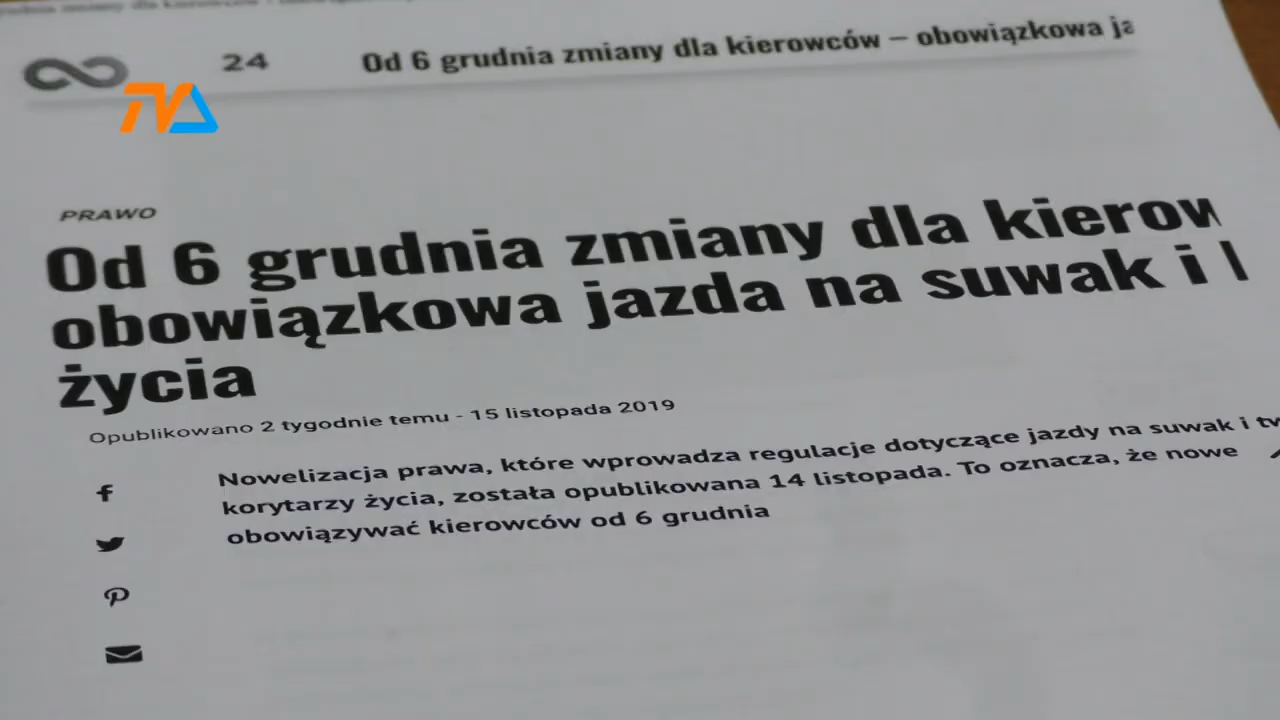 24
Od 6 grudnia zmiany dla kierowców – obowiązkowa
TVA
PRAWO
Od 6 grudnia zmiany dla
obowiązkowa jazda na suwak i
życia
Opublikowano 2 tygodnie temu - 15 listopada 2019
Nowelizacja prawa, które wprowadza regulacje dotyczące jazdy na suwak i
korytarzy życia, została opublikowana 14 listopada. To oznacza, że nowe
obowiązywać kierowców od 6 grudnia